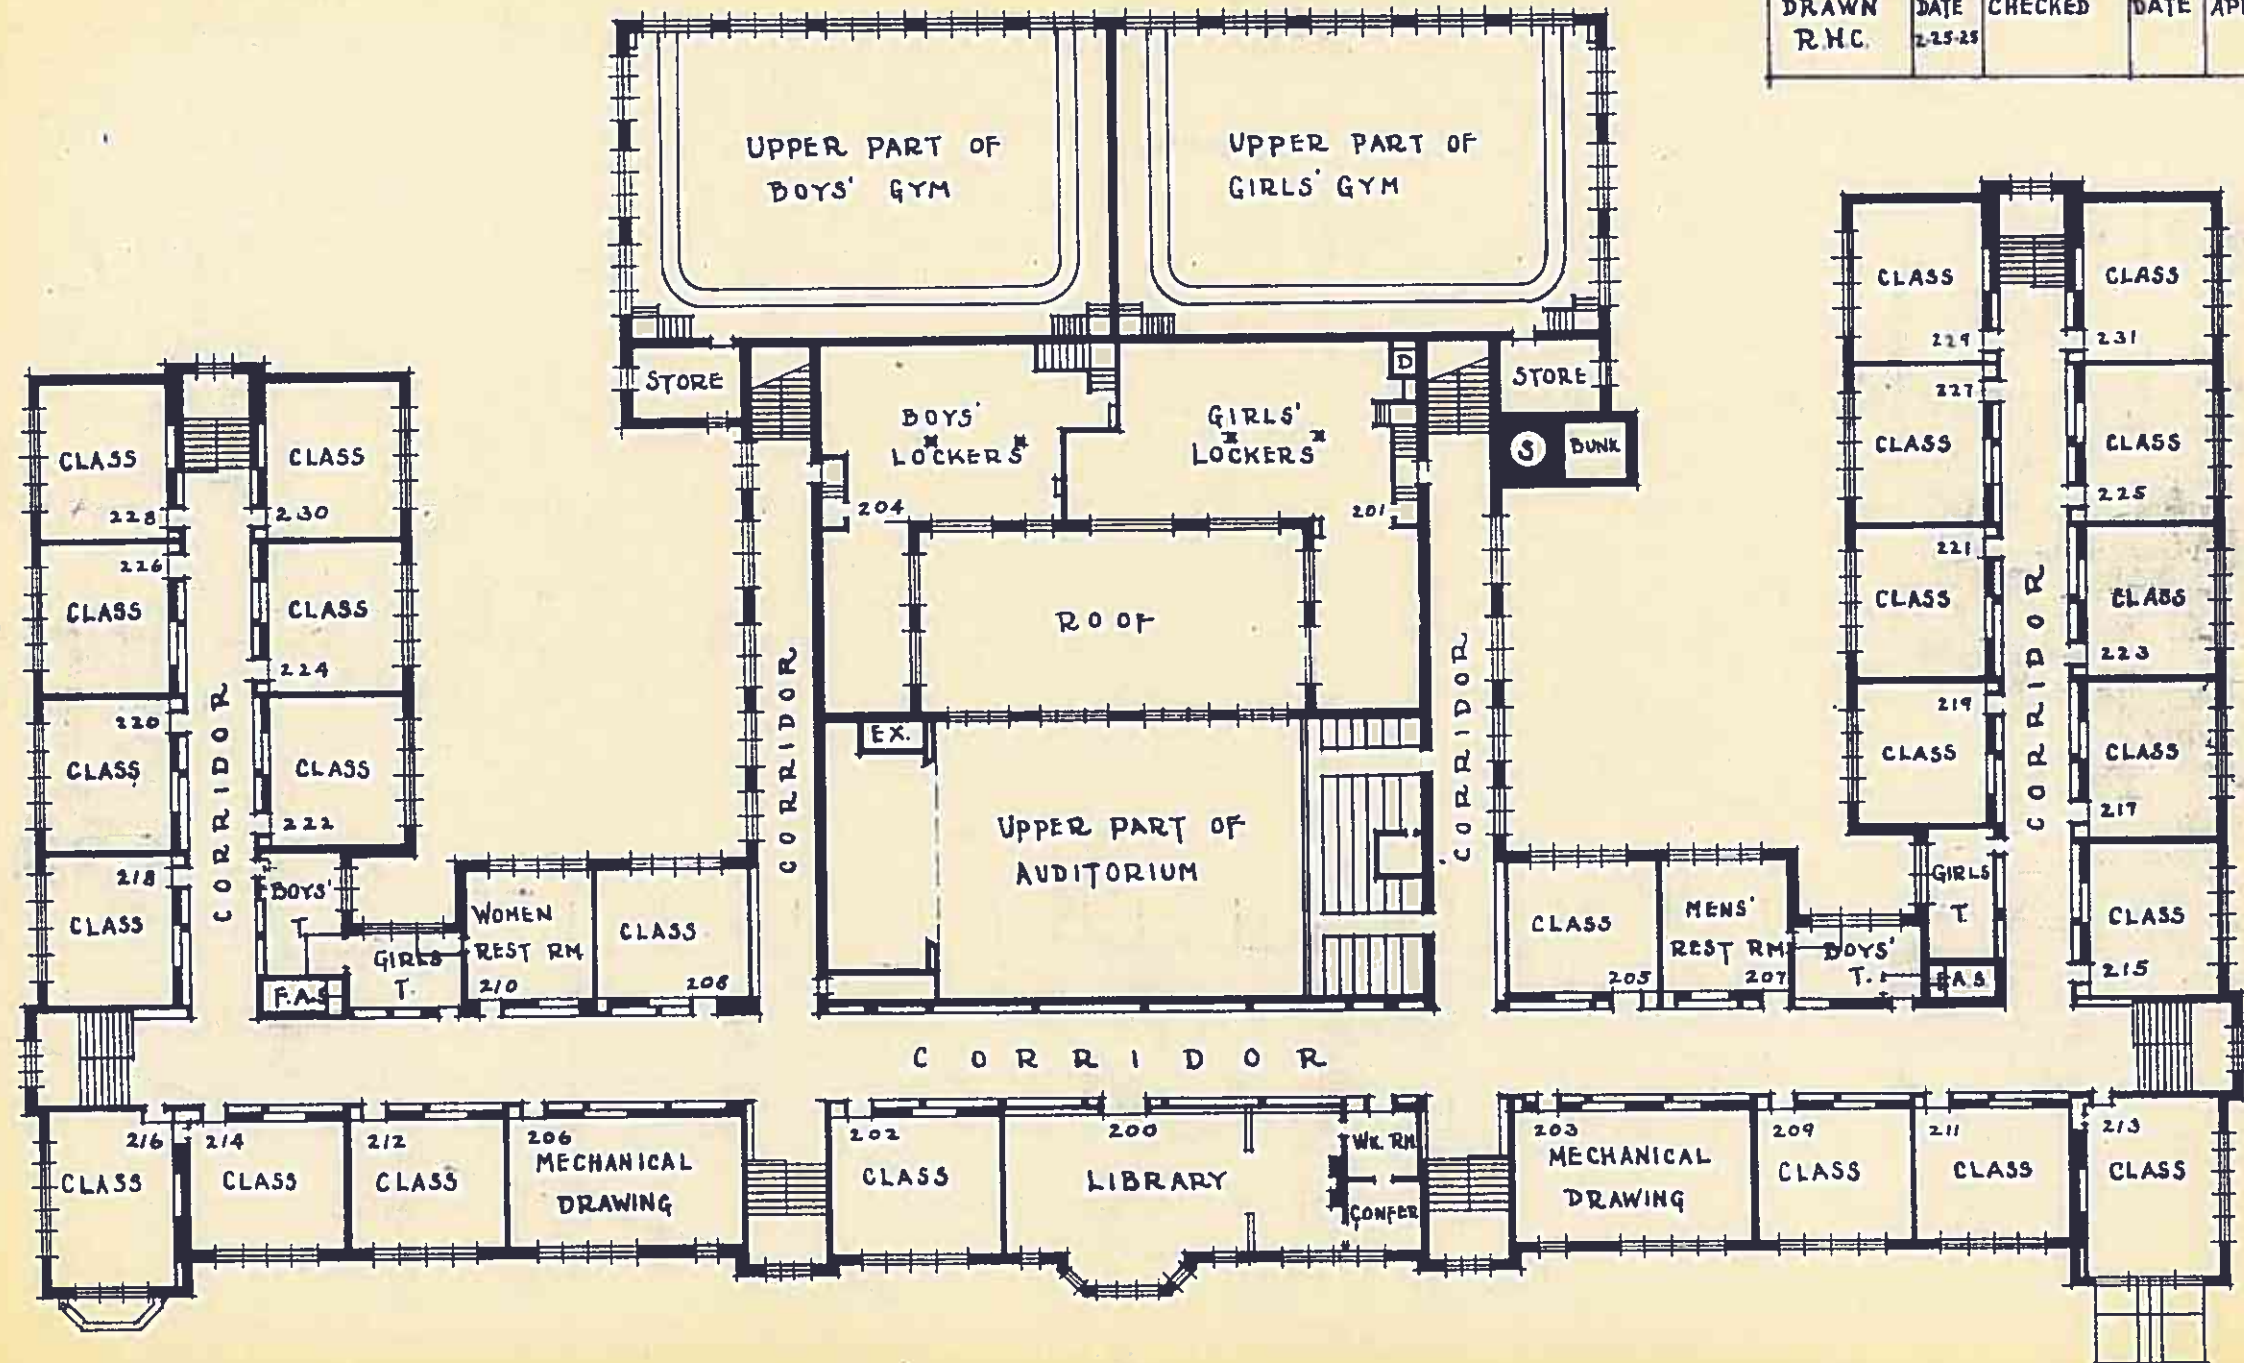 DRAWN DATE CHECKED DATE
R.H.C. 2-25-25
UPPER PART OF
BOYS' GYM
UPPER PART OF
GIRLS' GYM
STORE
STORE
D
BOYS'
LOCKERS
204
GIRLS'
LOCKERS
201
S
BUNK
ROOF
EX.
UPPER PART OF
AUDITORIUM
CORRIDOR
CORRIDOR
CLASS
228
CLASS
230
226
CLASS
CLASS
224
220
CLASS
CLASS
222
218
CLASS
CORRIDOR
BOYS'
T.
F.A.S
GIRLS
T.
WOMEN
REST RM
210
CLASS
208
CLASS
229
CLASS
231
227
CLASS
CLASS
225
221
CLASS
CLASS
223
219
CLASS
CLASS
217
CORRIDOR
CLASS
215
CLASS
205
MENS'
REST RM
207
BOYS'
T.
GIRLS
T.
F.A.S
CORRIDOR
216
CLASS
214
CLASS
212
CLASS
206
MECHANICAL
DRAWING
202
CLASS
200
LIBRARY
WK. RM
CONFER
203
MECHANICAL
DRAWING
209
CLASS
211
CLASS
213
CLASS